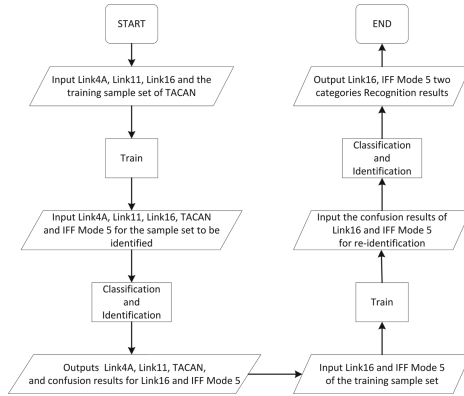 START
Input Link4A, Link11, Link16 and the
training sample set of TACAN
Train
Input Link4A, Link11, Link16, TACAN
and IFF Mode 5 for the sample set to be
identified
Classification
and
Identification
Outputs Link4A, Link11, TACAN,
and confusion results for Link16 and IFF Mode 5
Input Link16 and IFF Mode 5
of the training sample set
Train
Input the confusion results of
Link16 and IFF Mode 5
for re-identification
Classification
and
Identification
Output Link16, IFF Mode 5 two
categories Recognition results
END